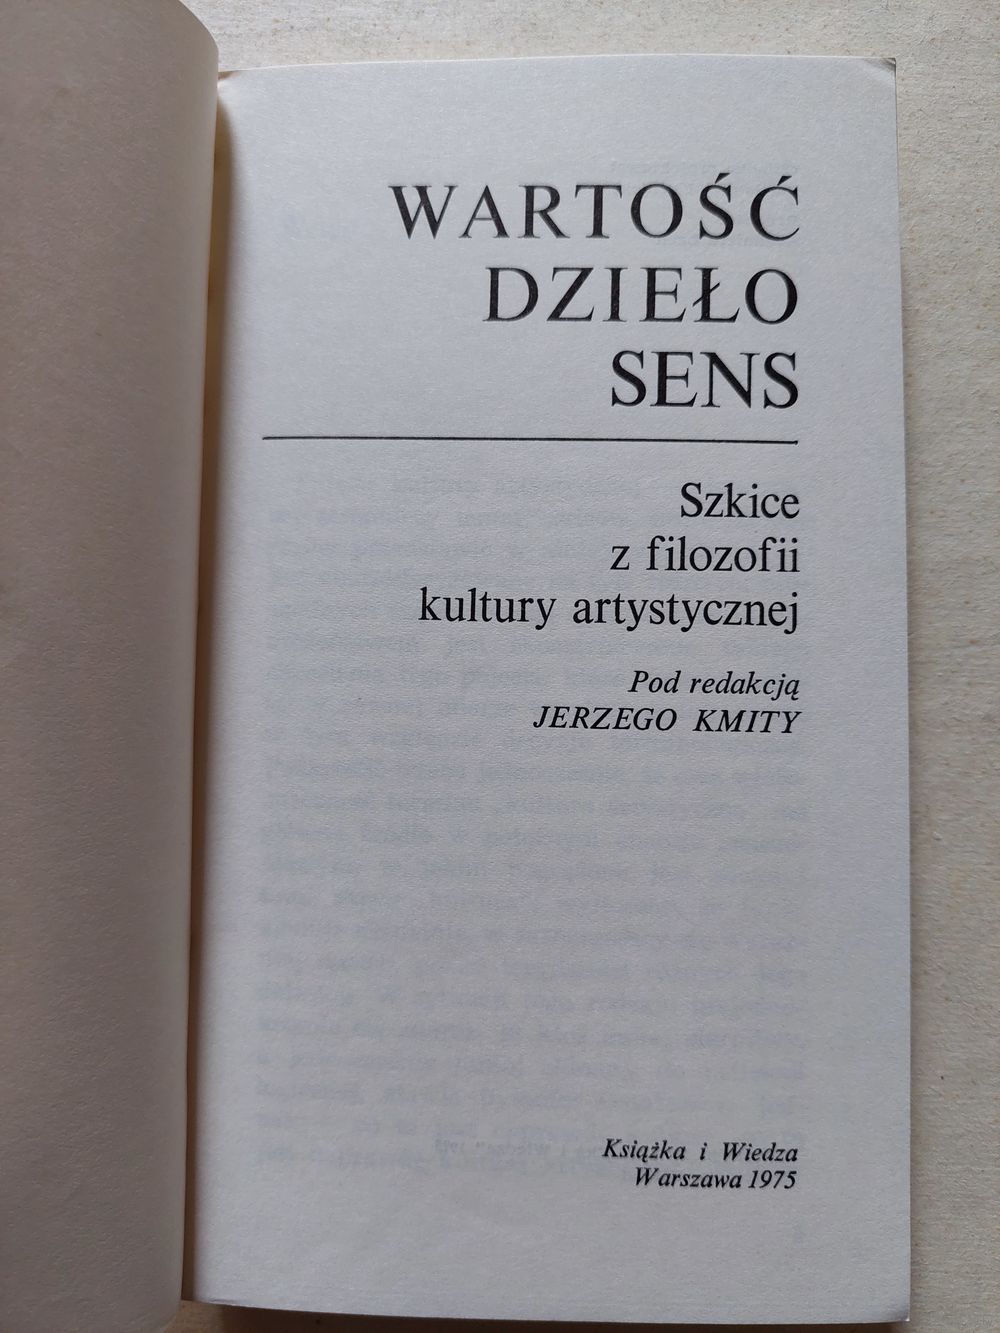 WARTOŚĆ
DZIEŁO
SENS
Szkice
z filozofii
kultury artystycznej
Pod redakcją
JERZEGO KMITY
Książka i Wiedza
Warszawa 1975